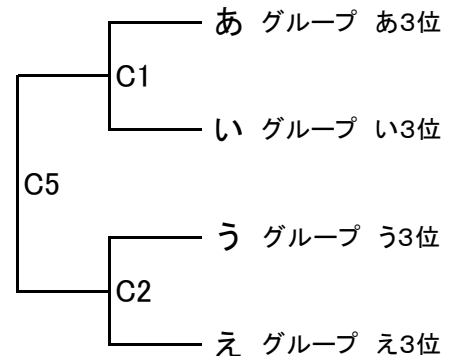 あ グループ あ3位
C1
い グループ い3位
C5
う グループ う3位
C2
え グループ え3位